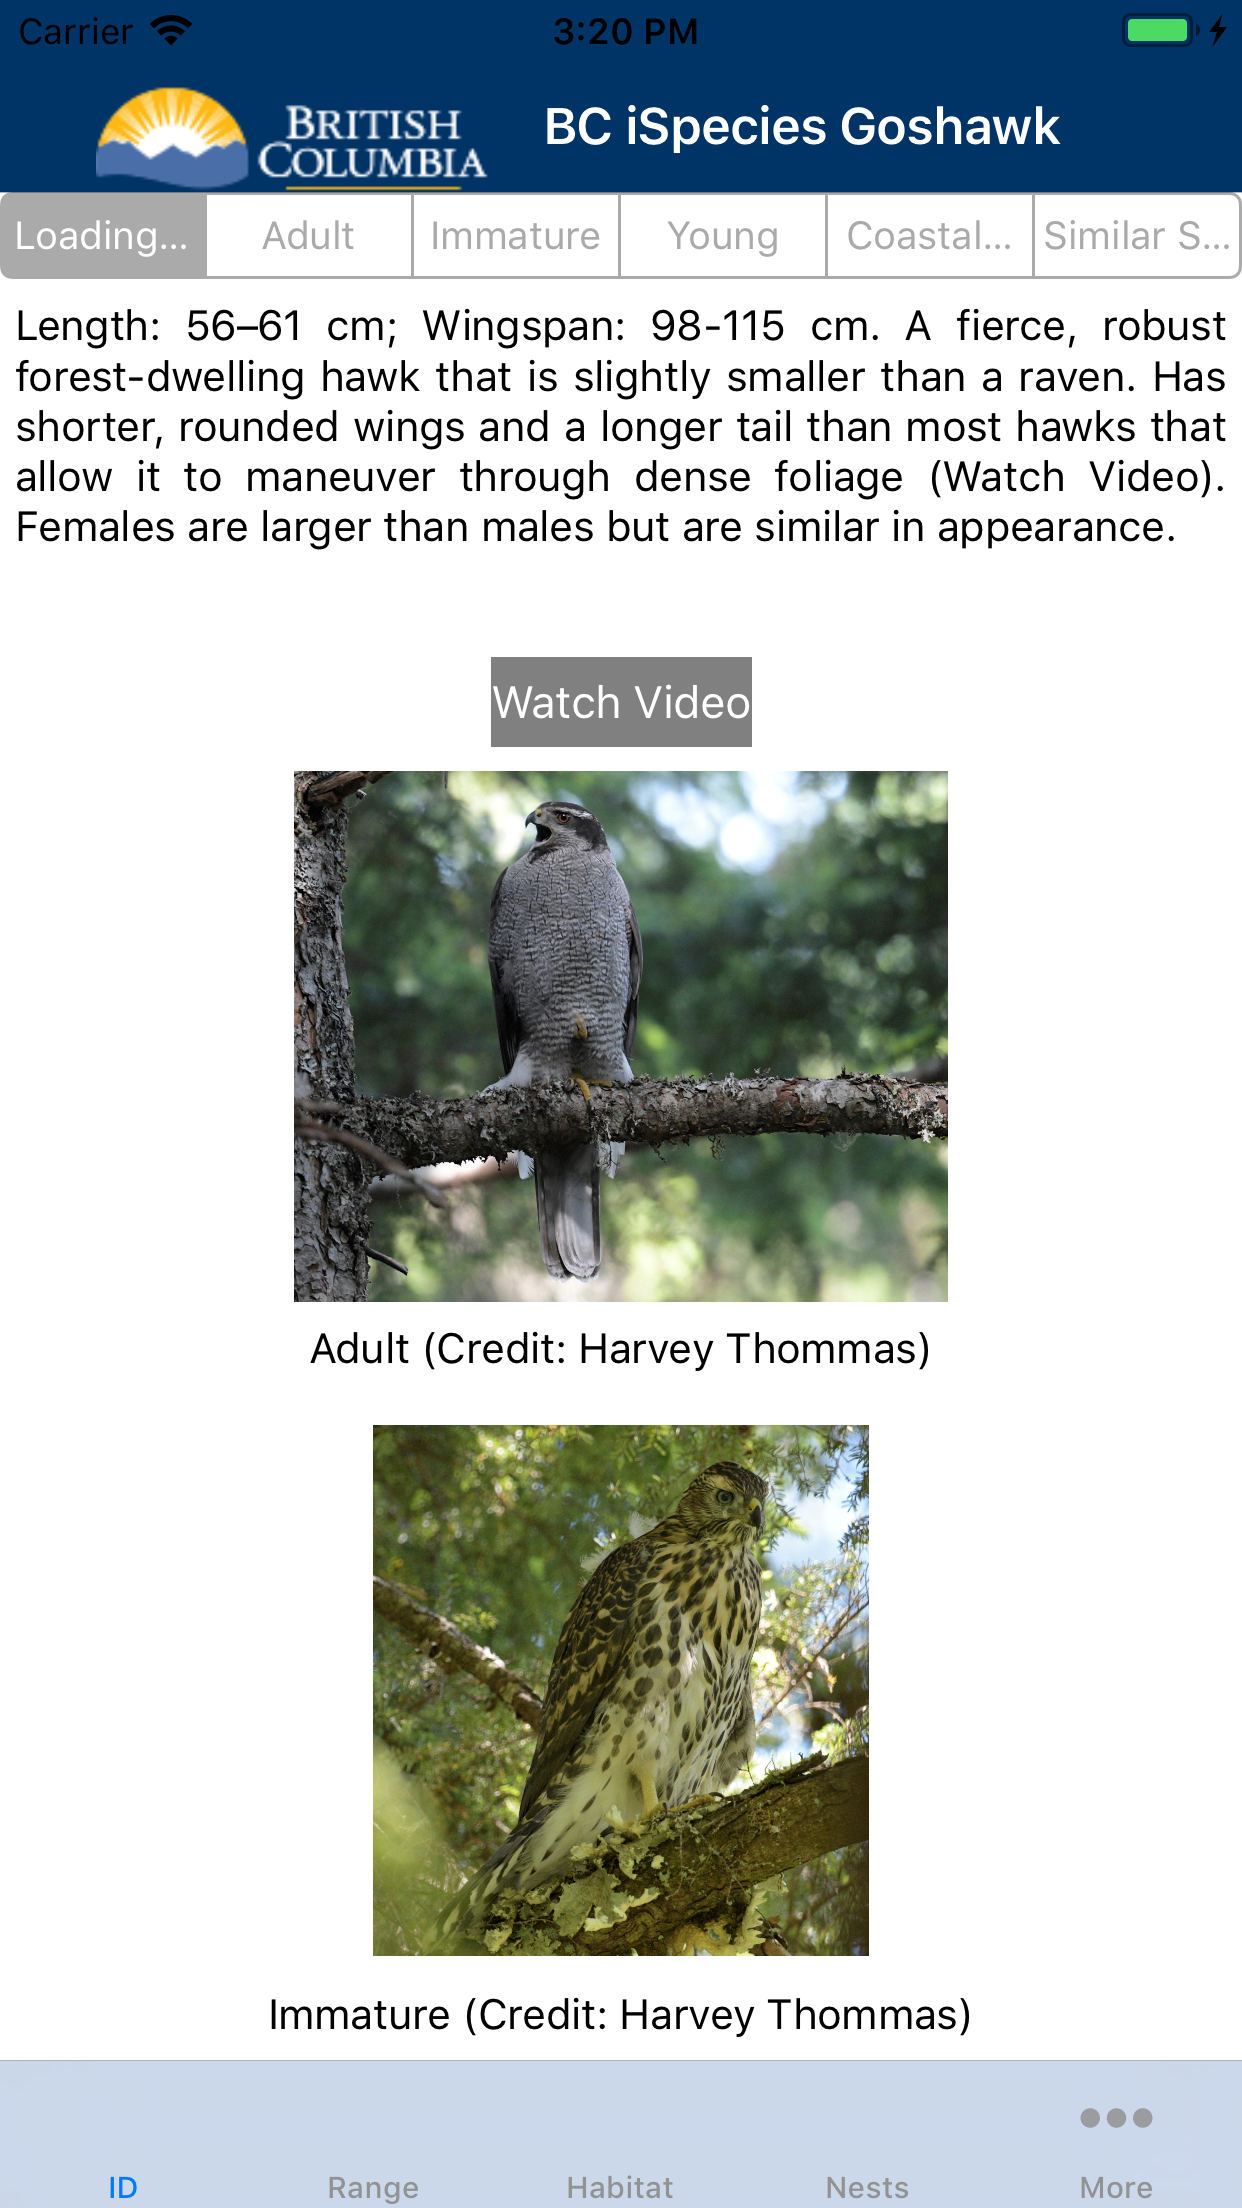 Carrier
3:20 PM
BRITISH
COLUMBIA
BC iSpecies Goshawk
Loading...
Adult
Immature
Young
Coastal...
Similar S...
Length: 56–61 cm; Wingspan: 98-115 cm. A fierce, robust
forest-dwelling hawk that is slightly smaller than a raven. Has
shorter, rounded wings and a longer tail than most hawks that
allow it to maneuver through dense foliage (Watch Video).
Females are larger than males but are similar in appearance.
Watch Video
Adult (Credit: Harvey Thommas)
Immature (Credit: Harvey Thommas)
ID
Range
Habitat
Nests
More